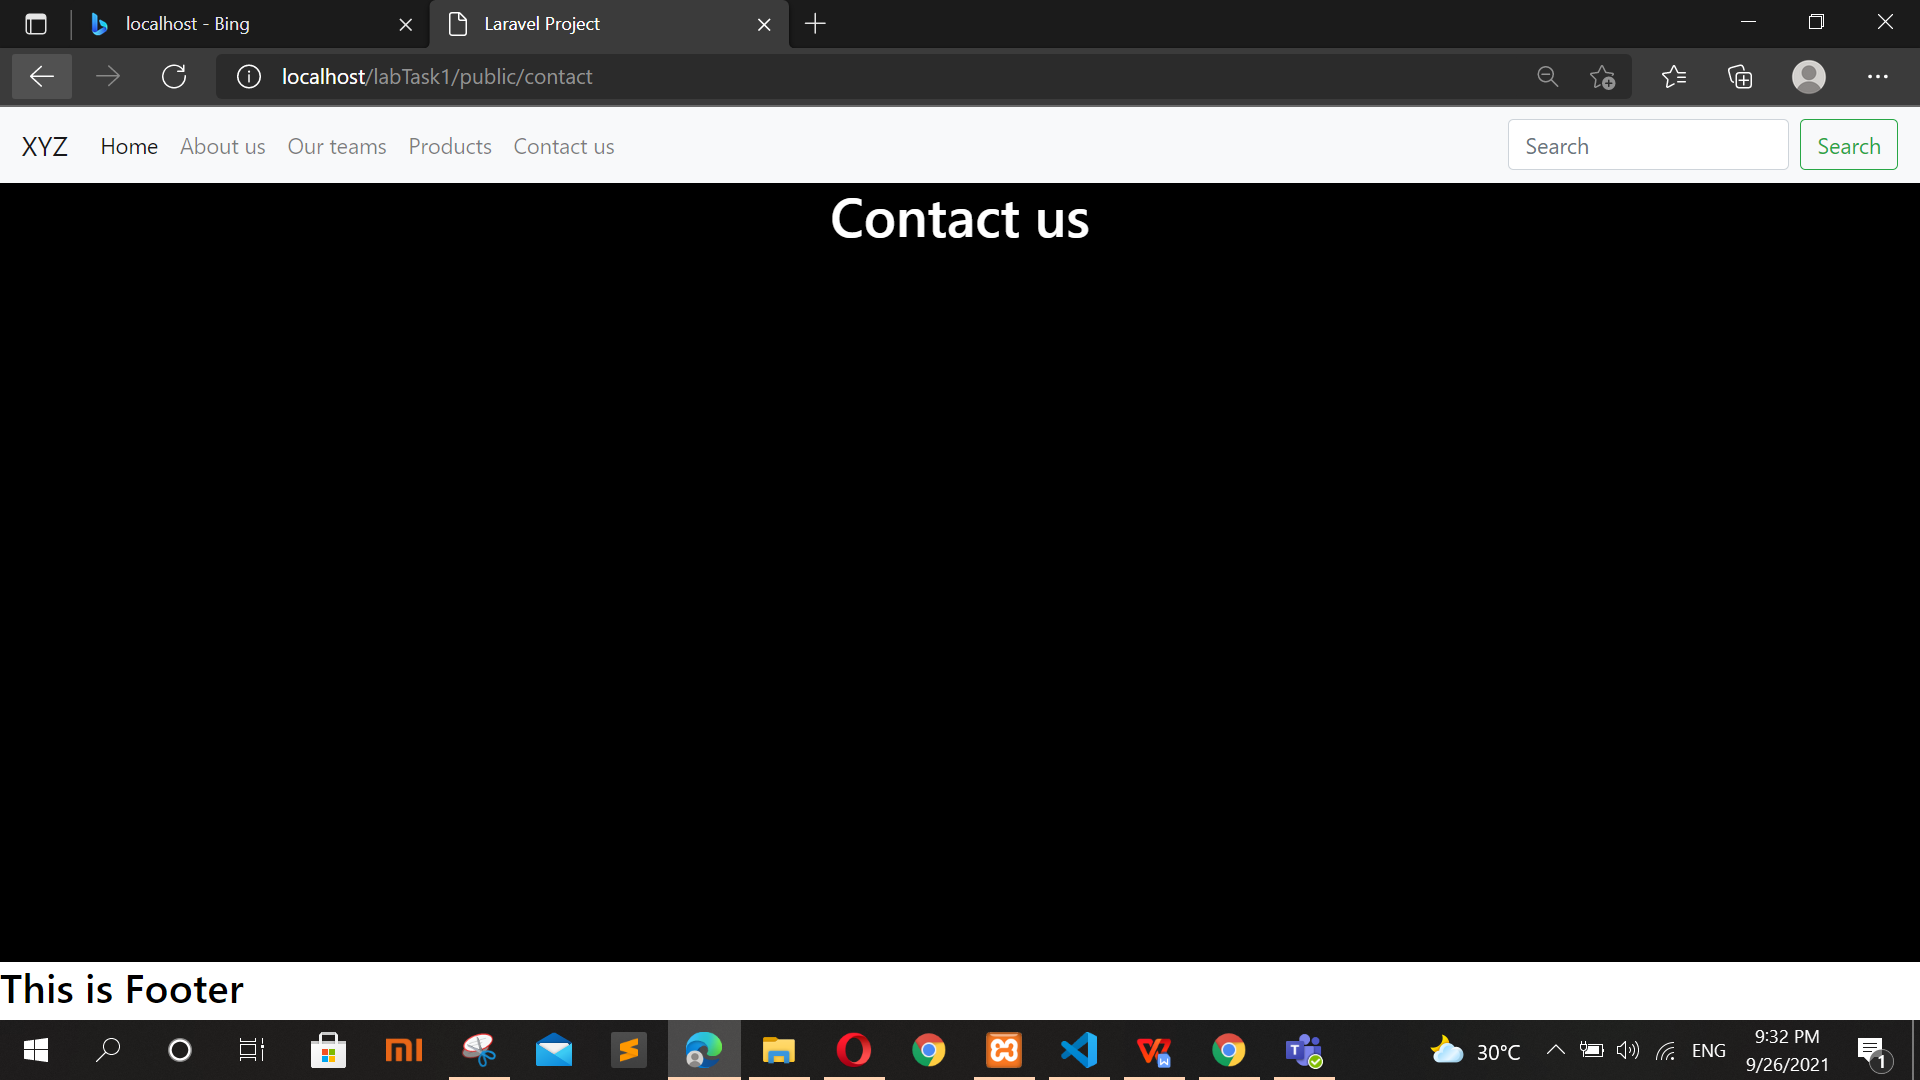 localhost - Bing
Laravel Project
localhost/labTask1/public/contact
XYZ Home About us Our teams Products Contact us Search Search
Contact us
This is Footer
30°C ENG 9:32 PM
9/26/2021
1